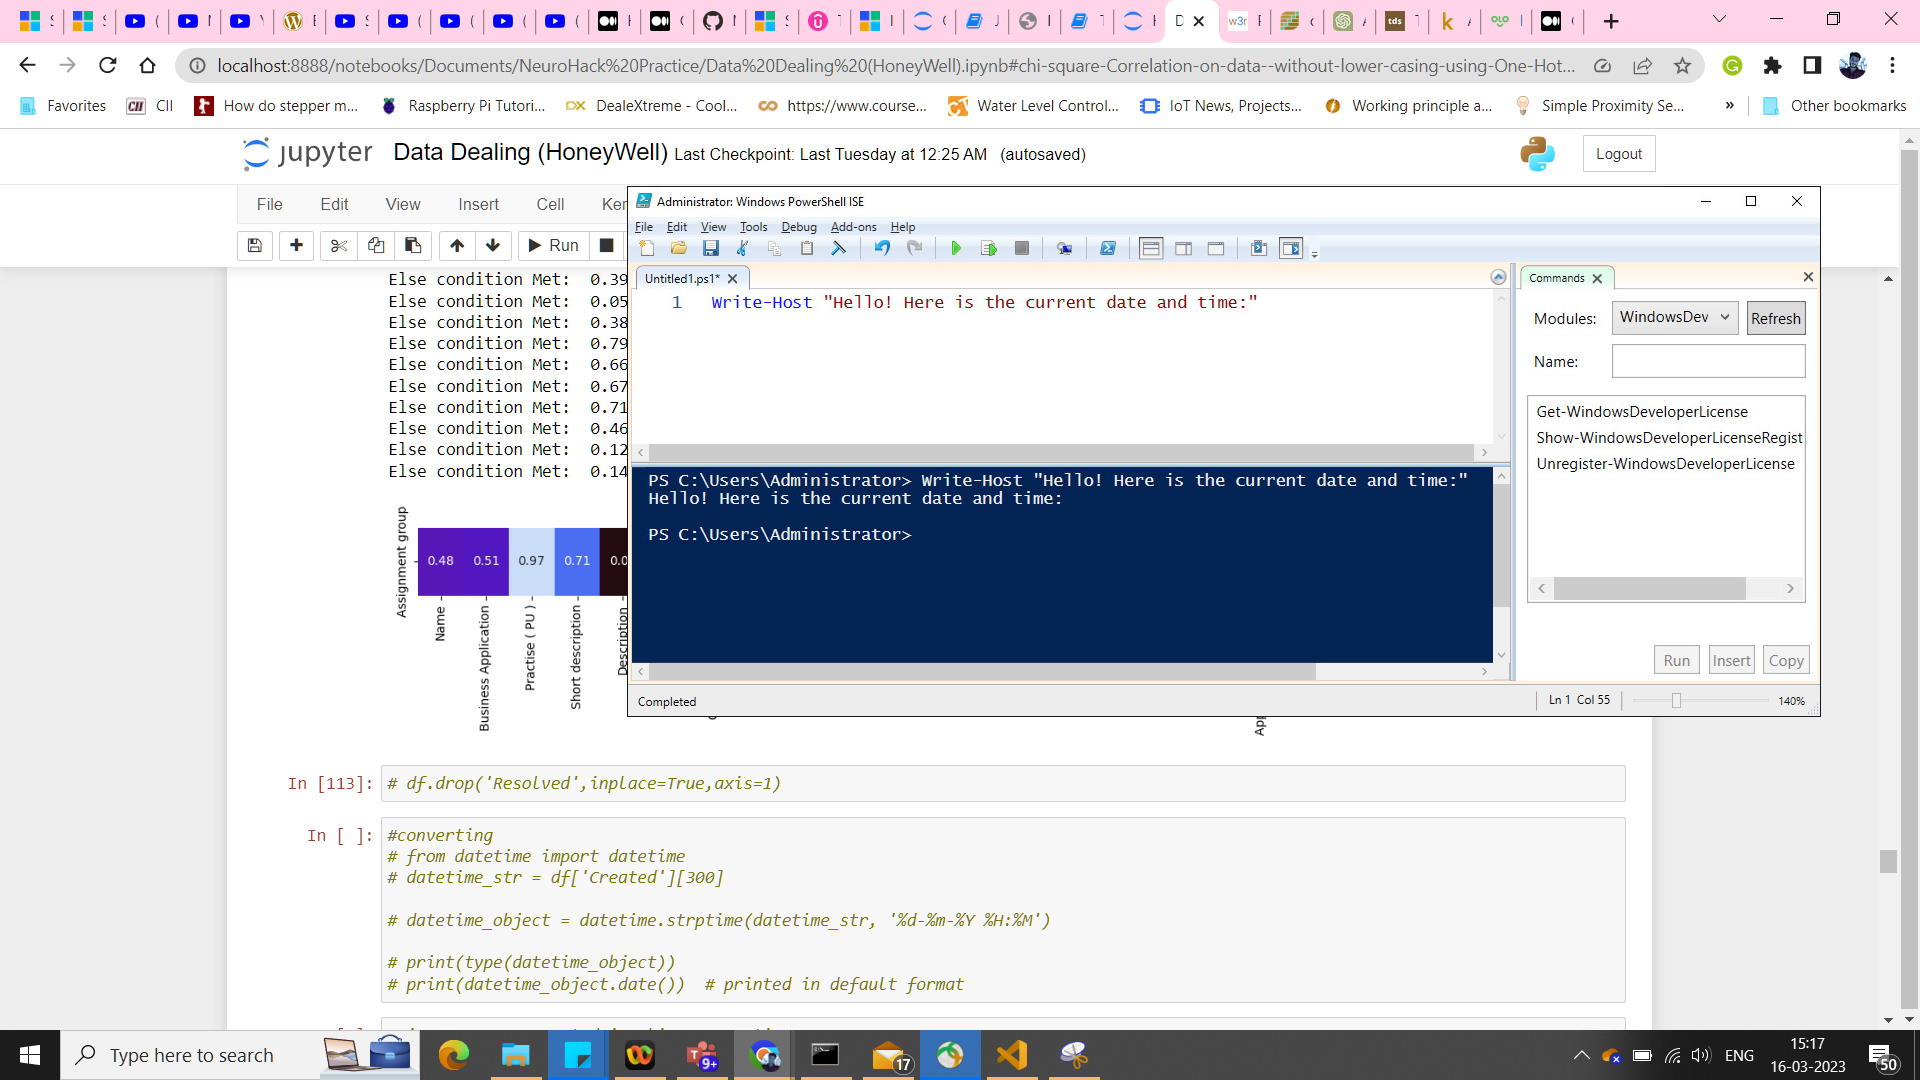 localhost:8888/notebooks/Documents/NeuroHack%20Practice/Data%20Dealing%20(HoneyWell).ipynb#chi-square-Correlation-on-data--without-lower-casing-using-One-Hot...
Favorites
CII
How do stepper m...
Raspberry Pi Tutori...
DealeXtreme - Cool...
https://www.course...
Water Level Control...
IoT News, Projects...
Working principle a...
Simple Proximity Se...
»
Other bookmarks
jupyter
Data Dealing (HoneyWell) Last Checkpoint: Last Tuesday at 12:25 AM (autosaved)
Logout
File Edit View Insert Cell Ker
Run
Administrator: Windows PowerShell ISE
File Edit View Tools Debug Add-ons Help
Untitled1.ps1*
1 Write-Host "Hello! Here is the current date and time:"
Commands
Modules: WindowsDev Refresh
Name:
Get-WindowsDeveloperLicense
Show-WindowsDeveloperLicenseRegist
Unregister-WindowsDeveloperLicense
Run Insert Copy
PS C:\Users\Administrator> Write-Host "Hello! Here is the current date and time:"
Hello! Here is the current date and time:
PS C:\Users\Administrator>
Completed
Ln 1 Col 55
140%
Else condition Met: 0.39
Else condition Met: 0.05
Else condition Met: 0.38
Else condition Met: 0.79
Else condition Met: 0.66
Else condition Met: 0.67
Else condition Met: 0.71
Else condition Met: 0.46
Else condition Met: 0.12
Else condition Met: 0.14
Assignment group
0.48 0.51 0.97 0.71 0.0
Name
Business Application
Practise ( PU )
Short description
Description
App
In [113]: # df.drop('Resolved',inplace=True,axis=1)
In [ ]: #converting
# from datetime import datetime
# datetime_str = df['Created'][300]
# datetime_object = datetime.strptime(datetime_str, '%d-%m-%Y %H:%M')
# print(type(datetime_object))
# print(datetime_object.date()) # printed in default format
Type here to search
9+
17
ENG
15:17
16-03-2023
50